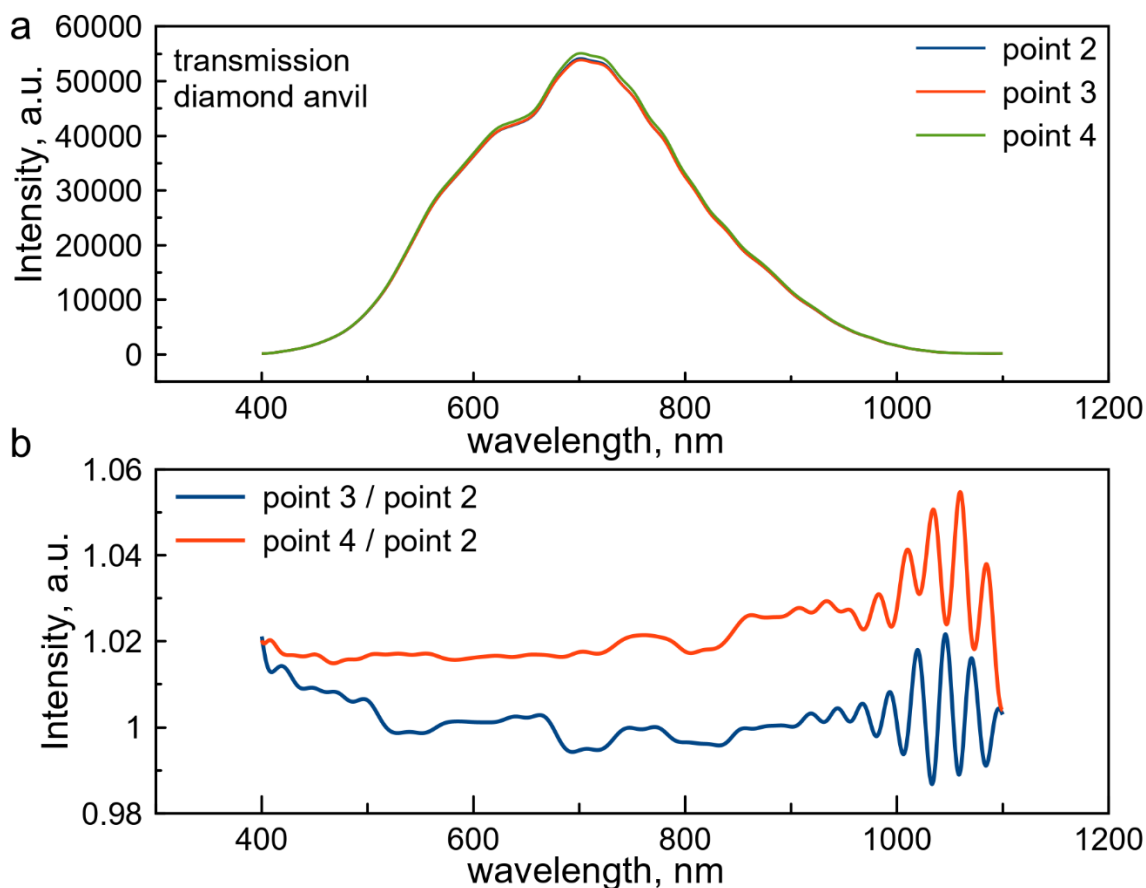 a
60000
50000
40000
30000
20000
10000
0
Intensity, a.u.
transmission
diamond anvil
point 2
point 3
point 4
400
600
800
1000
1200
wavelength, nm
b
1.06
1.04
1.02
1
0.98
Intensity, a.u.
point 3 / point 2
point 4 / point 2
400
600
800
1000
1200
wavelength, nm